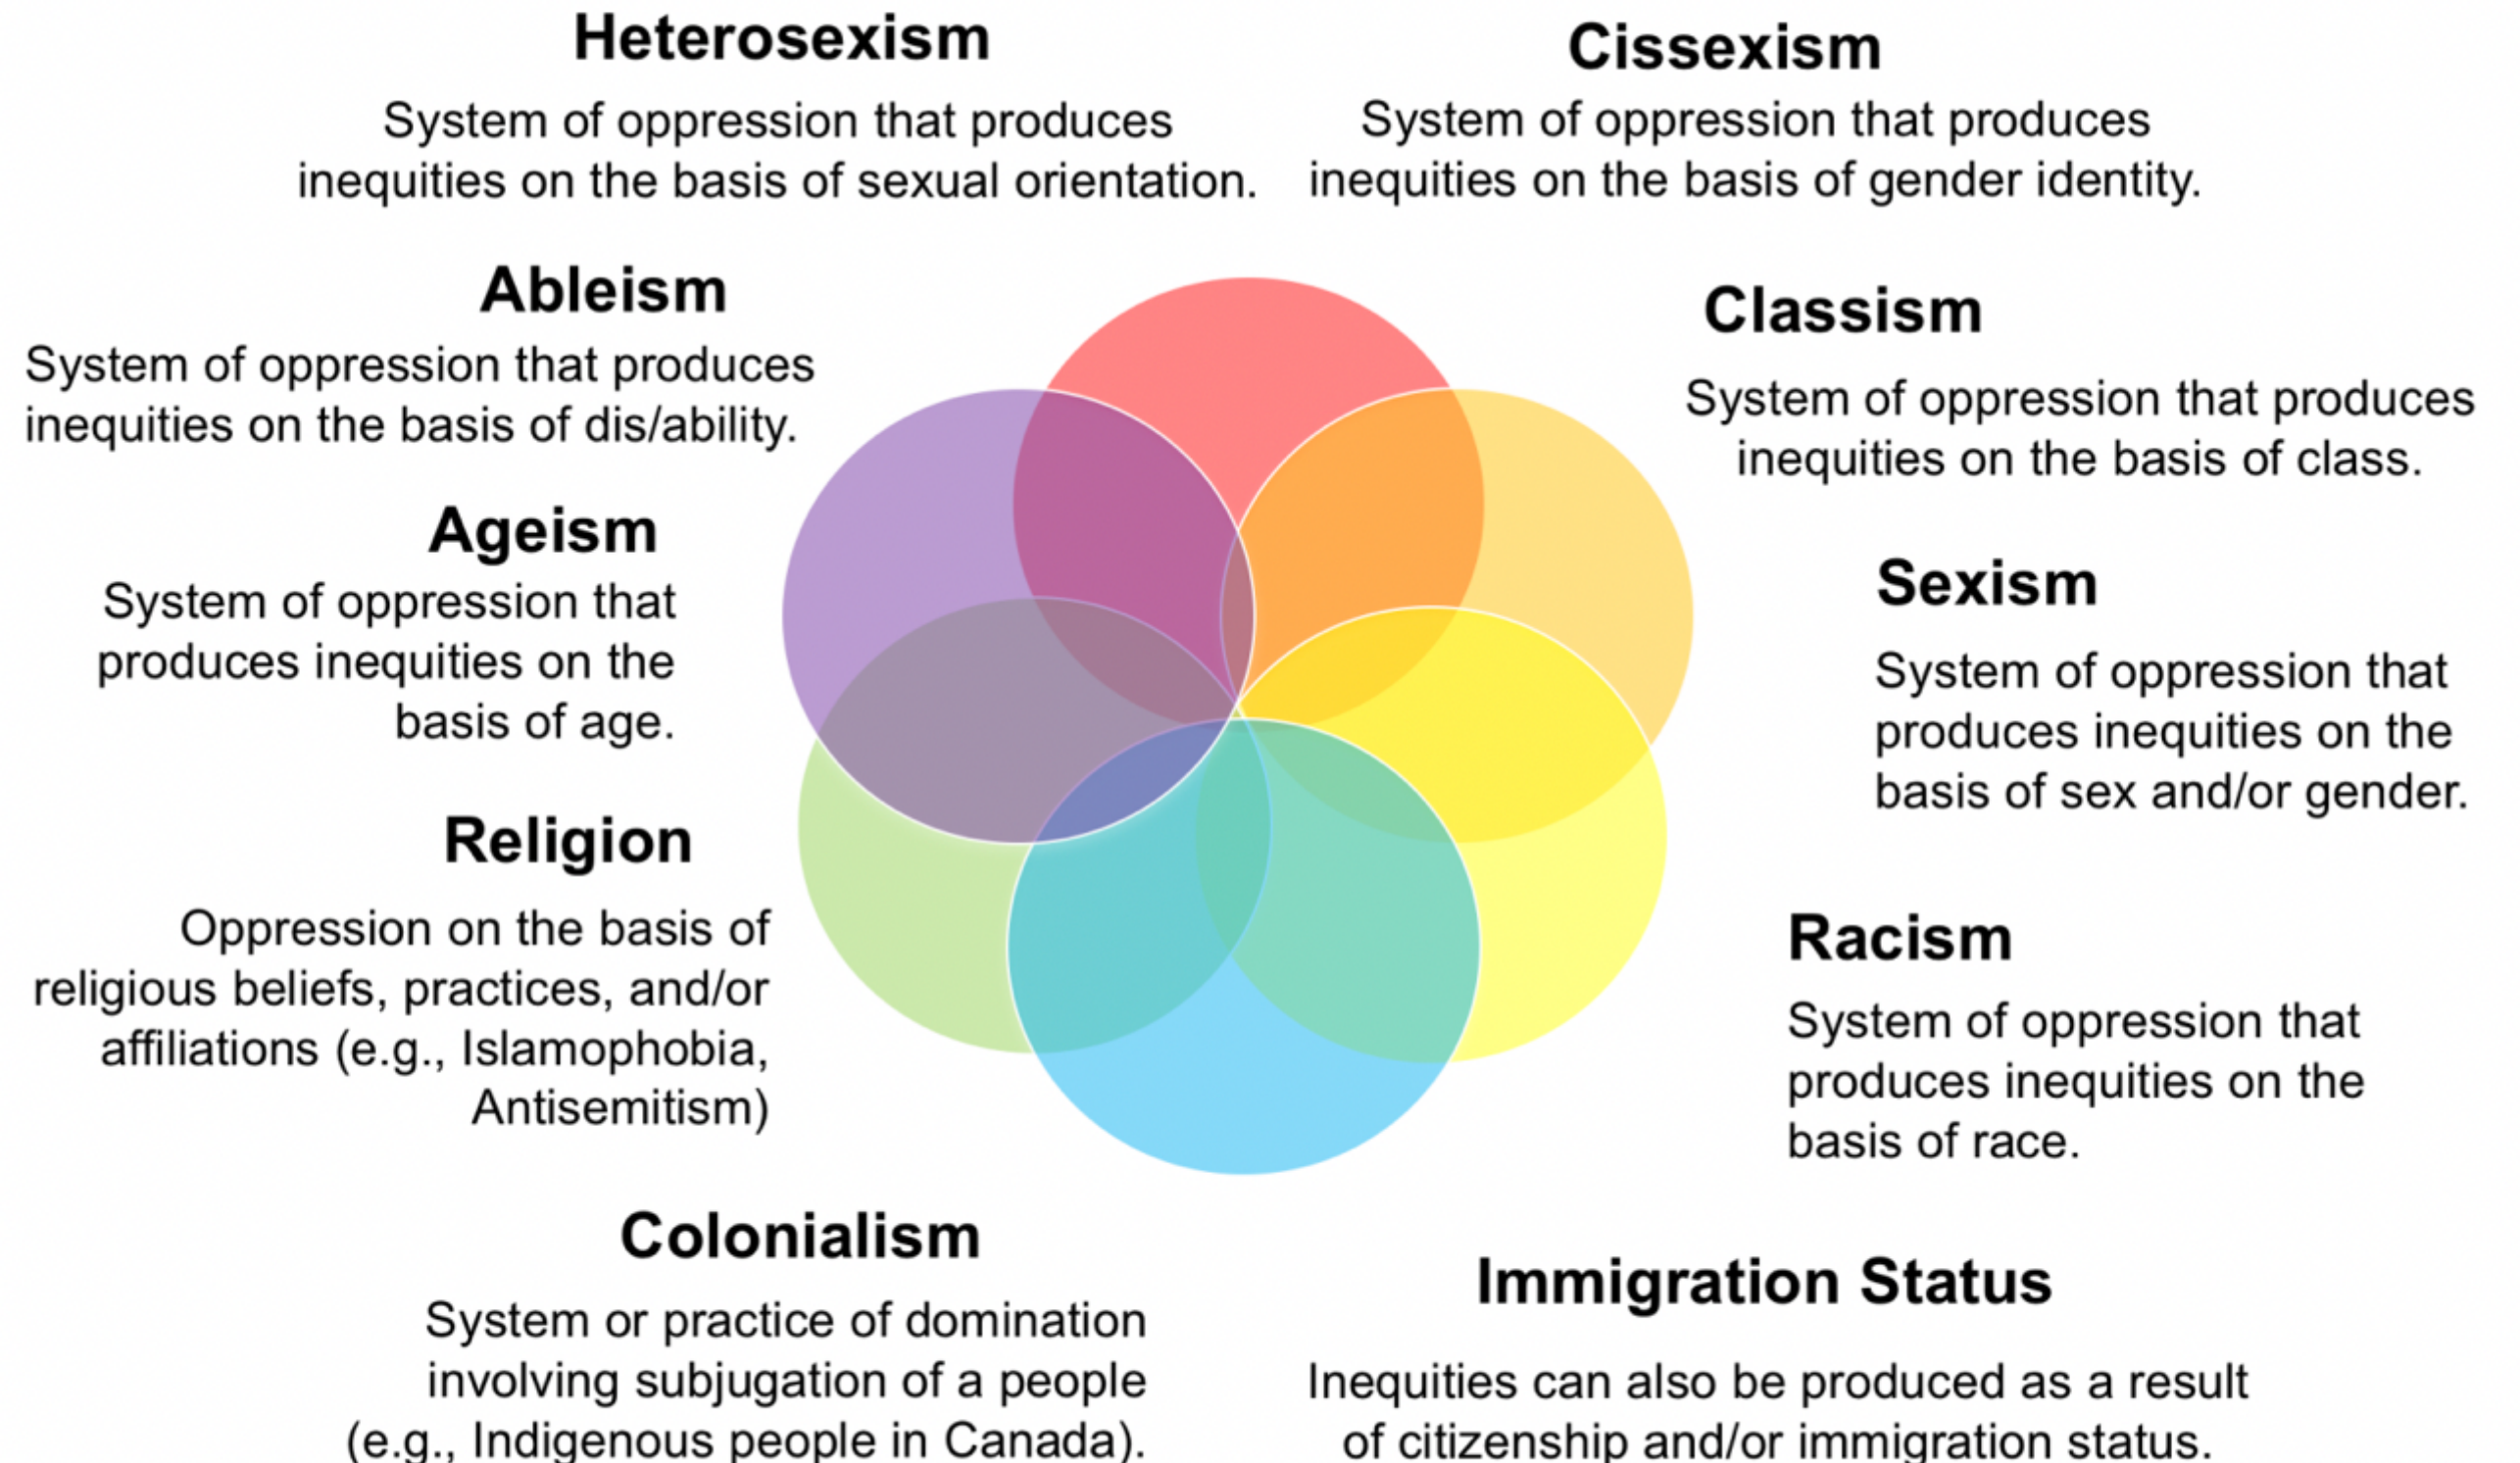 Heterosexism
System of oppression that produces
inequities on the basis of sexual orientation.
Cissexism
System of oppression that produces
inequities on the basis of gender identity.
Ableism
System of oppression that produces
inequities on the basis of dis/ability.
Classism
System of oppression that produces
inequities on the basis of class.
Ageism
System of oppression that
produces inequities on the
basis of age.
Sexism
System of oppression that
produces inequities on the
basis of sex and/or gender.
Religion
Oppression on the basis of
religious beliefs, practices, and/or
affiliations (e.g., Islamophobia,
Antisemitism)
Racism
System of oppression that
produces inequities on the
basis of race.
Colonialism
System or practice of domination
involving subjugation of a people
(e.g., Indigenous people in Canada).
Immigration Status
Inequities can also be produced as a result
of citizenship and/or immigration status.